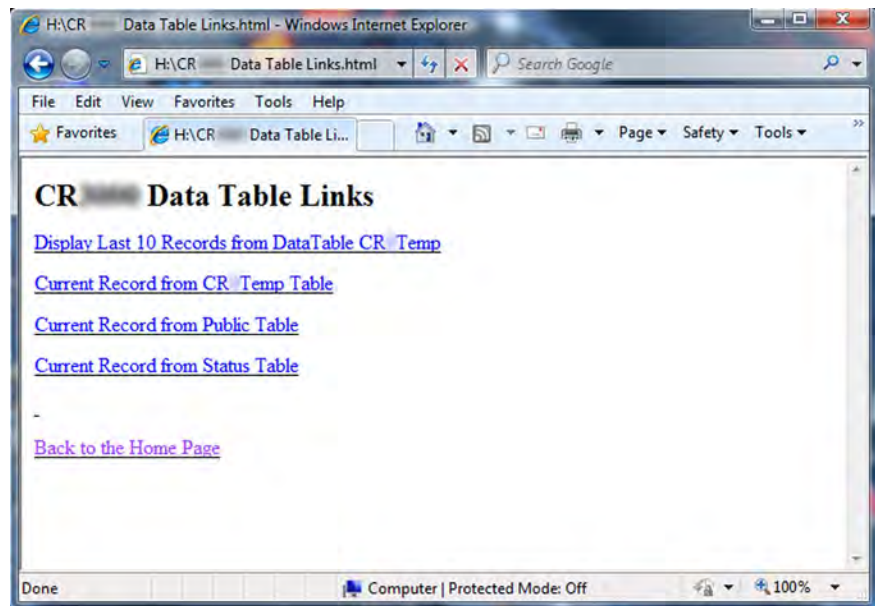 H:\CR Data Table Links.html - Windows Internet Explorer
H:\CR Data Table Links.html Search Google
File Edit View Favorites Tools Help
Favorites H:\CR Data Table Li... Page Safety Tools »
CR Data Table Links
Display Last 10 Records from DataTable CR Temp
Current Record from CR Temp Table
Current Record from Public Table
Current Record from Status Table
-
Back to the Home Page
Done Computer | Protected Mode: Off 100%